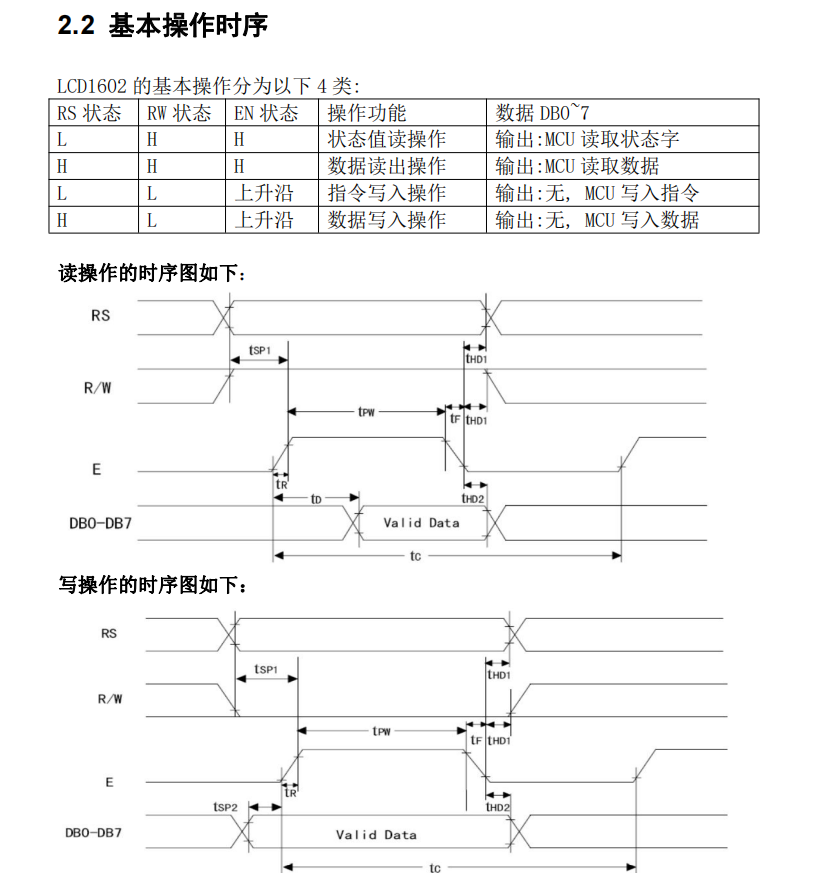 2.2 基本操作时序
LCD1602 的基本操作分为以下 4 类:
RS 状态 RW 状态 EN 状态 操作功能 数据 DB0~7
L H H 状态值读操作 输出:MCU 读取状态字
H H H 数据读出操作 输出:MCU 读取数据
L L 上升沿 指令写入操作 输出:无, MCU 写入指令
H L 上升沿 数据写入操作 输出:无, MCU 写入数据
读操作的时序图如下:
RS
tSP1 tHD1
R/W
tPW tF tHD1
E
tR tHD2
tD
DB0-DB7 Valid Data
tC
写操作的时序图如下:
RS
tSP1 tHD1
R/W
tPW tF tHD1
E
tR
tSP2 tHD2
DB0-DB7 Valid Data
tC